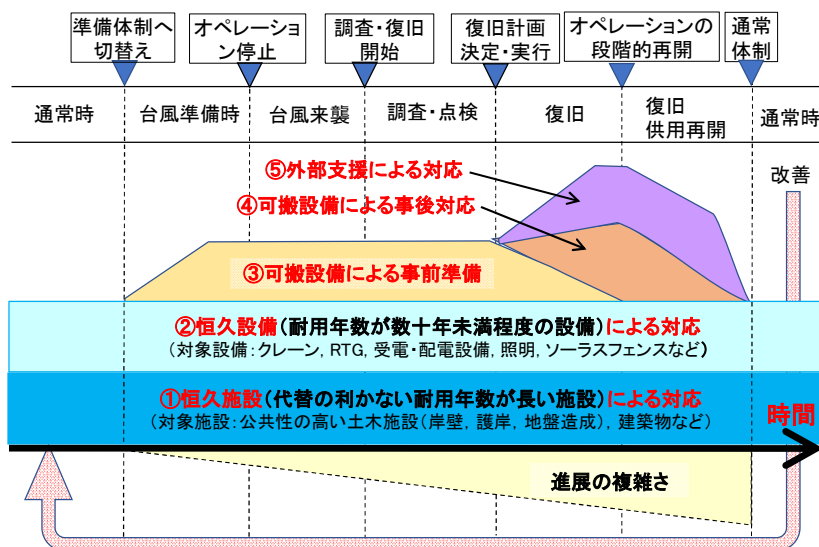 準備体制へ
切替え
オペレーショ
ン停止
調査・復旧
開始
復旧計画
決定・実行
オペレーションの
段階的再開
通常
体制
通常時
台風準備時
台風来襲
調査・点検
復旧
復旧
供用再開
通常時
⑤外部支援による対応
④可搬設備による事後対応
改善
③可搬設備による事前準備
②恒久設備(耐用年数が数十年未満程度の設備)による対応
(対象設備：クレーン, RTG, 受電・配電設備, 照明, ソーラスフェンスなど)
①恒久施設(代替の利かない耐用年数が長い施設)による対応
(対象施設：公共性の高い土木施設(岸壁, 護岸, 地盤造成), 建築物など)
時間
進展の複雑さ